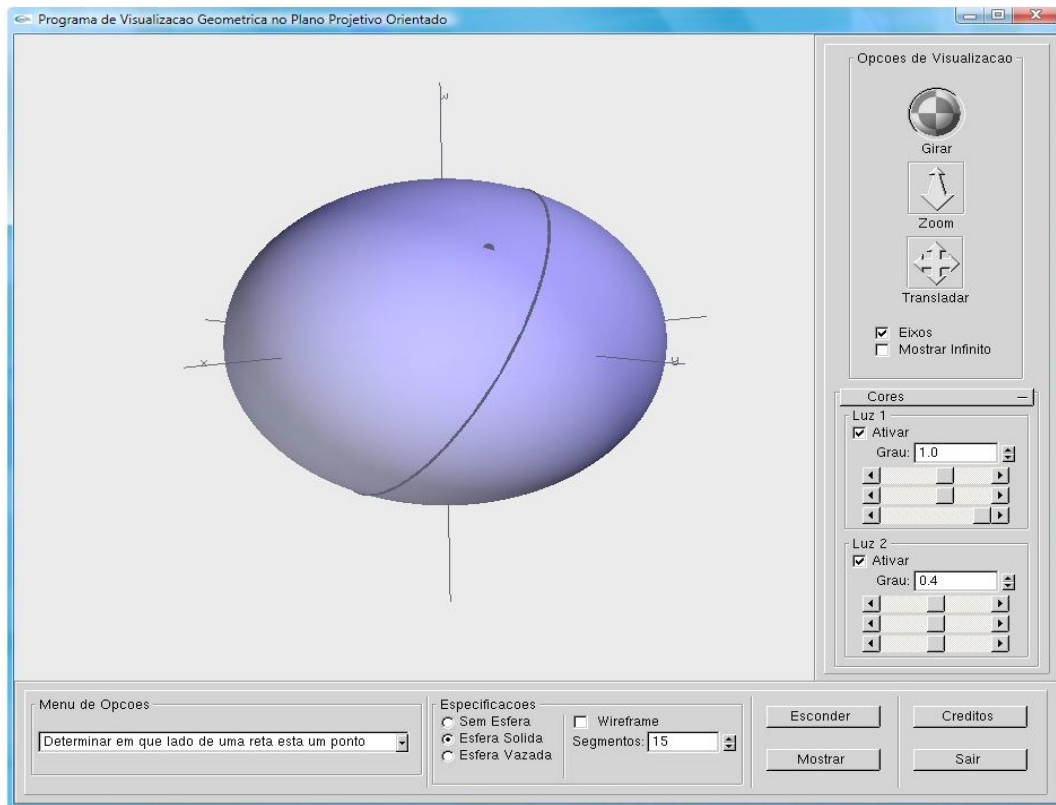 Programa de Visualizacao Geometrica no Plano Projetivo Orientado
w
x
y
Opcoes de Visualizacao
Girar
Zoom
Transladar
Eixos
Mostrar Infinito
Cores
Luz 1
Ativar
Grau: 1.0
Luz 2
Ativar
Grau: 0.4
Menu de Opcoes
Determinar em que lado de uma reta esta um ponto
Especificacoes
Sem Esfera
Esfera Solida
Esfera Vazada
Wireframe
Segmentos: 15
Esconder
Mostrar
Creditos
Sair